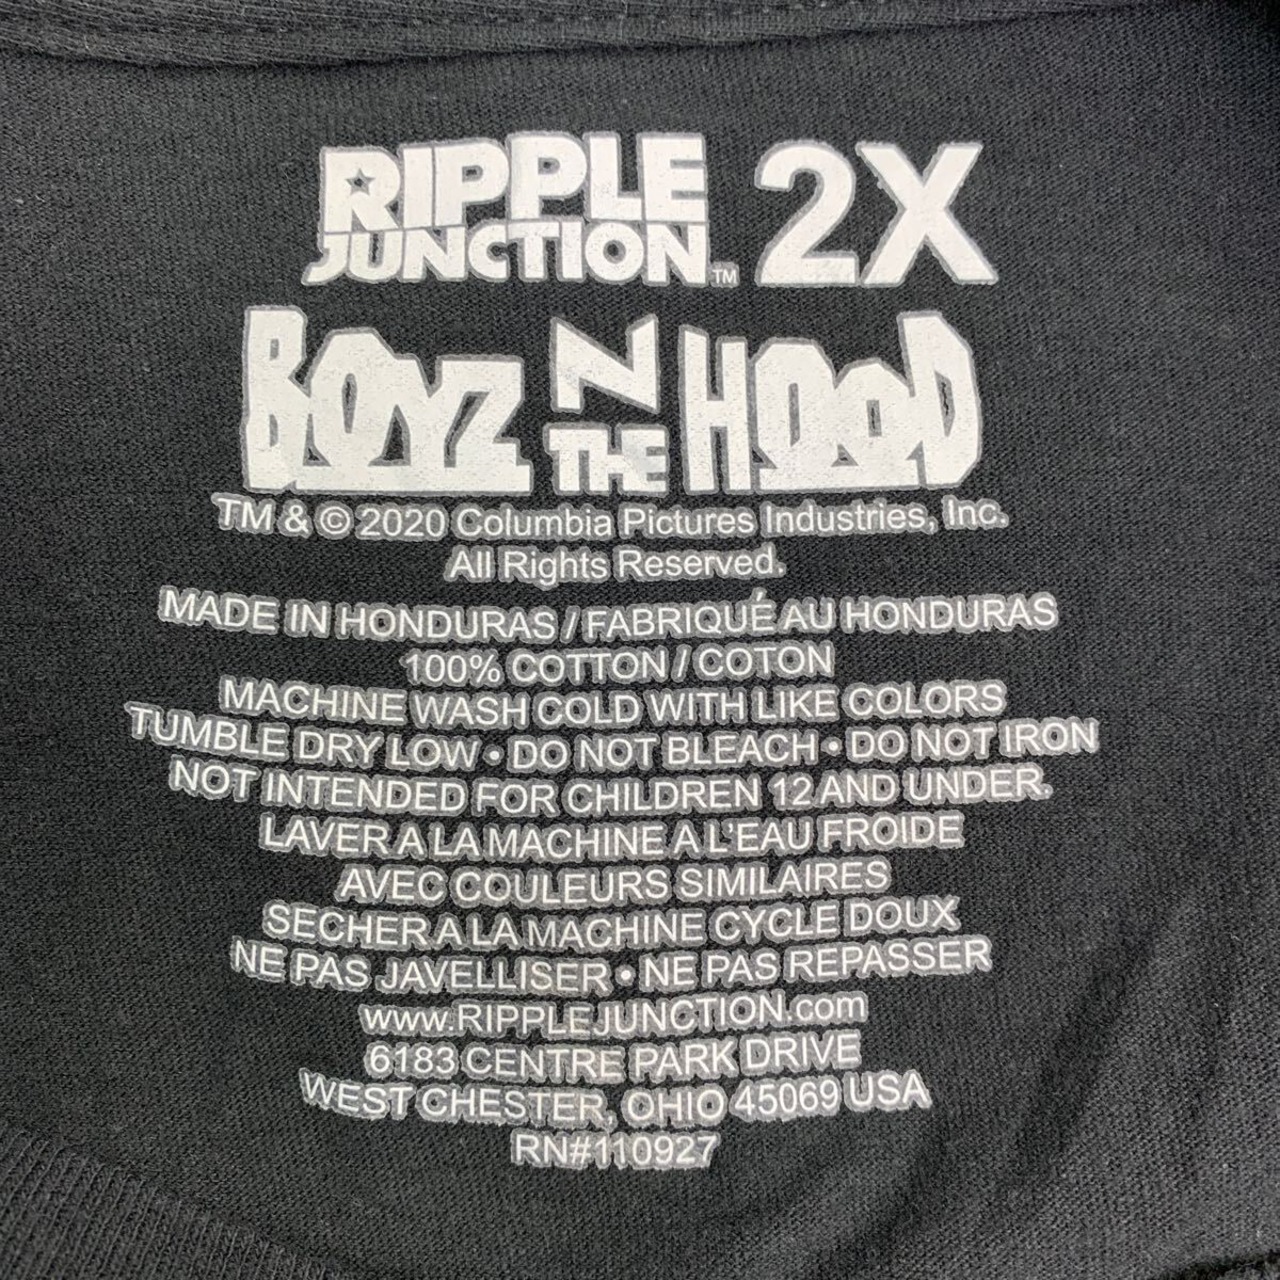 RIPPLE JUNCTION™ 2X
BOYZ N THE HOOD
TM & © 2020 Columbia Pictures Industries, Inc.
All Rights Reserved.
MADE IN HONDURAS / FABRIQUÉ AU HONDURAS
100% COTTON / COTON
MACHINE WASH COLD WITH LIKE COLORS
TUMBLE DRY LOW • DO NOT BLEACH • DO NOT IRON
NOT INTENDED FOR CHILDREN 12 AND UNDER.
LAVER A LA MACHINE A L'EAU FROIDE
AVEC COULEURS SIMILAIRES
SECHER A LA MACHINE CYCLE DOUX
NE PAS JAVELLISER • NE PAS REPASSER
www.RIPPLEJUNCTION.com
6183 CENTRE PARK DRIVE
WEST CHESTER, OHIO 45069 USA
RN#110927